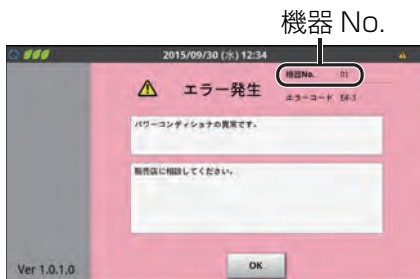 機器 No.
2015/09/30 (水) 12:34
機器No. 01
エラー発生
エラーコード E4-3
パワーコンディショナの異常です。
販売店に相談してください。
Ver 1.0.1.0
OK